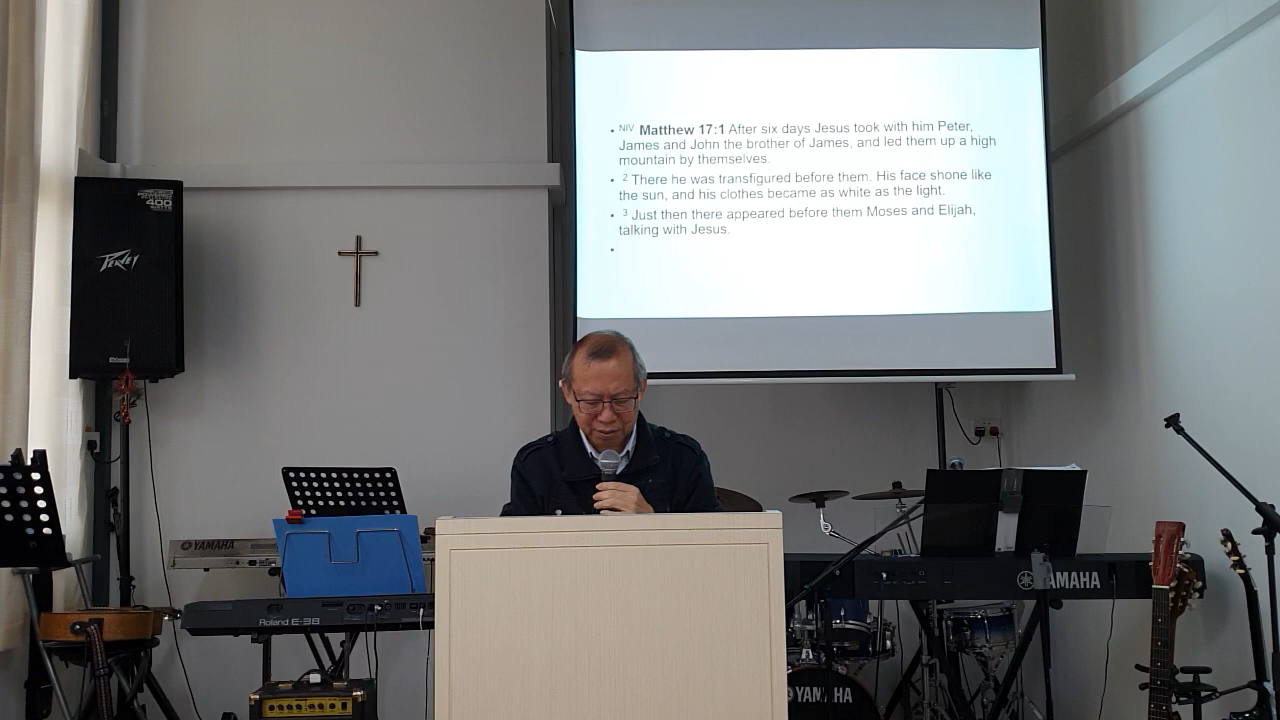 • NIV Matthew 17:1 After six days Jesus took with him Peter,
James and John the brother of James, and led them up a high
mountain by themselves.
• 2 There he was transfigured before them. His face shone like
the sun, and his clothes became as white as the light.
• 3 Just then there appeared before them Moses and Elijah,
talking with Jesus.
•
POWERED
400
PEAVEY
YAMAHA
Roland E-38
YAMAHA
YAMAHA